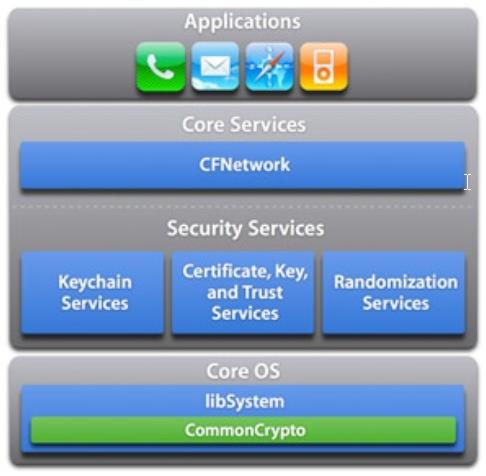 Applications
Core Services
CFNetwork
Security Services
Keychain
Services
Certificate, Key,
and Trust
Services
Randomization
Services
Core OS
libSystem
CommonCrypto